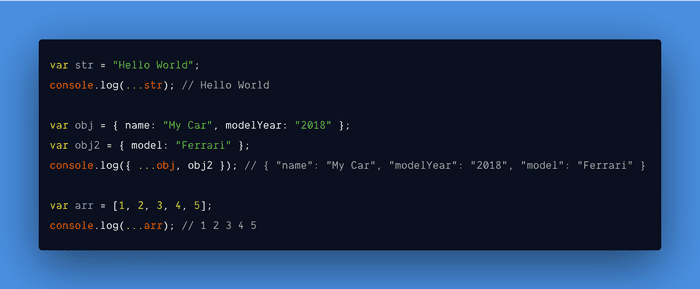 var str = "Hello World";
console.log(...str); // Hello World
var obj = { name: "My Car", modelYear: "2018" };
var obj2 = { model: "Ferrari" };
console.log({ ...obj, obj2 }); // { "name": "My Car", "modelYear": "2018", "model": "Ferrari" }
var arr = [1, 2, 3, 4, 5];
console.log(...arr); // 1 2 3 4 5